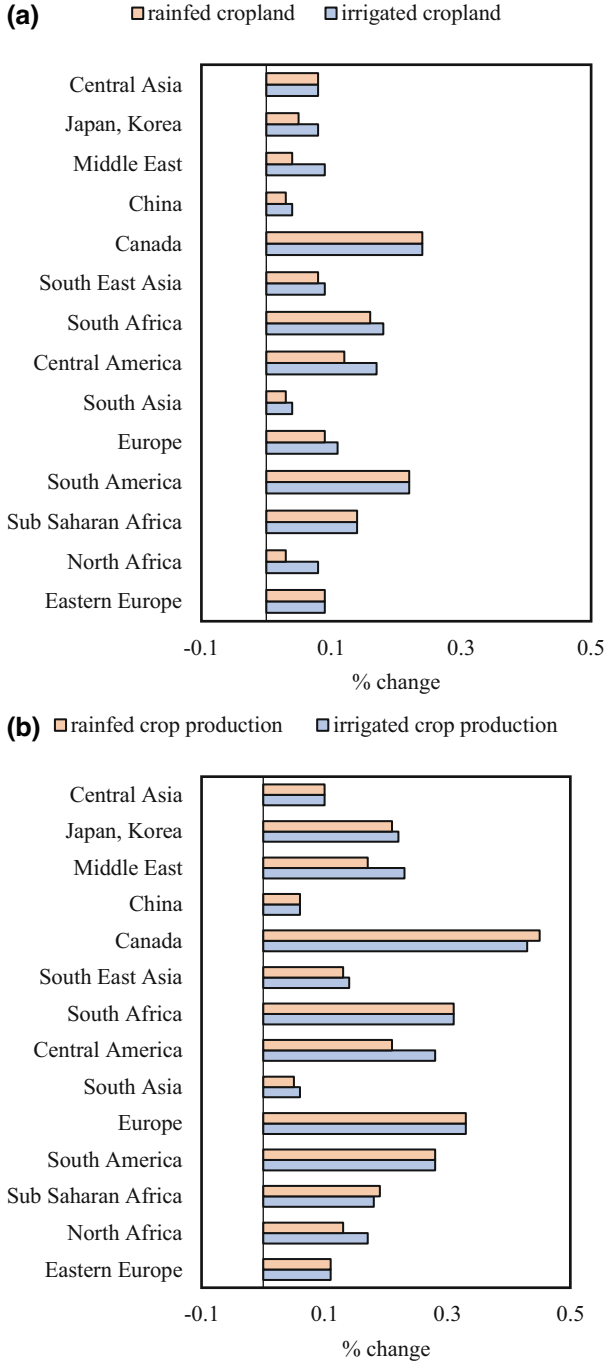 (a) rainfed cropland irrigated cropland
Central Asia
Japan, Korea
Middle East
China
Canada
South East Asia
South Africa
Central America
South Asia
Europe
South America
Sub Saharan Africa
North Africa
Eastern Europe
-0.1 0.1 0.3 0.5
% change
(b) rainfed crop production irrigated crop production
Central Asia
Japan, Korea
Middle East
China
Canada
South East Asia
South Africa
Central America
South Asia
Europe
South America
Sub Saharan Africa
North Africa
Eastern Europe
-0.1 0.1 0.3 0.5
% change